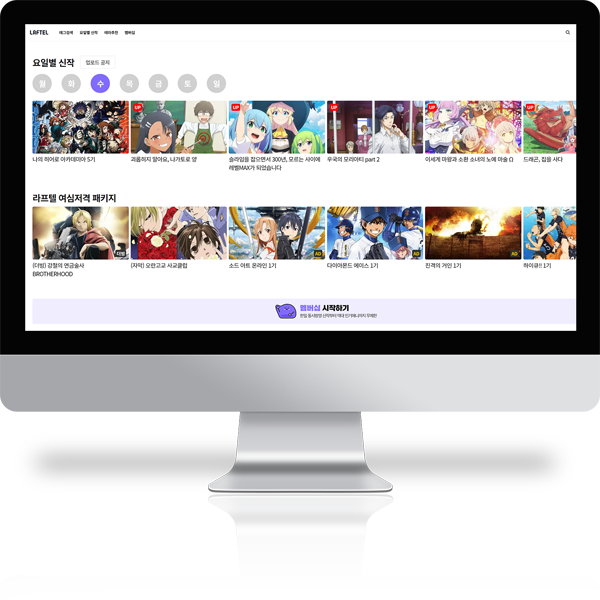 LAFTEL 태그검색 요일별 신작 테마추천 멤버십
요일별 신작 업로드 공지
월 화 수 목 금 토 일
UP UP UP UP UP
나의 히어로 아카데미아 5기
괴롭히지 말아요, 나가토로 양
슬라임을 잡으면서 300년, 모르는 사이에
레벨MAX가 되었습니다
우국의 모리아티 part 2
이세계 마왕과 소환 소녀의 노예 마술 Ω
드래곤, 집을 사다
라프텔 여심저격 패키지
더빙 AD AD AD
(더빙) 강철의 연금술사
BROTHERHOOD
(자막) 오란고교 사교클럽
소드 아트 온라인 1기
다이아몬드 에이스 1기
진격의 거인 1기
하이큐!! 1기
멤버십 시작하기